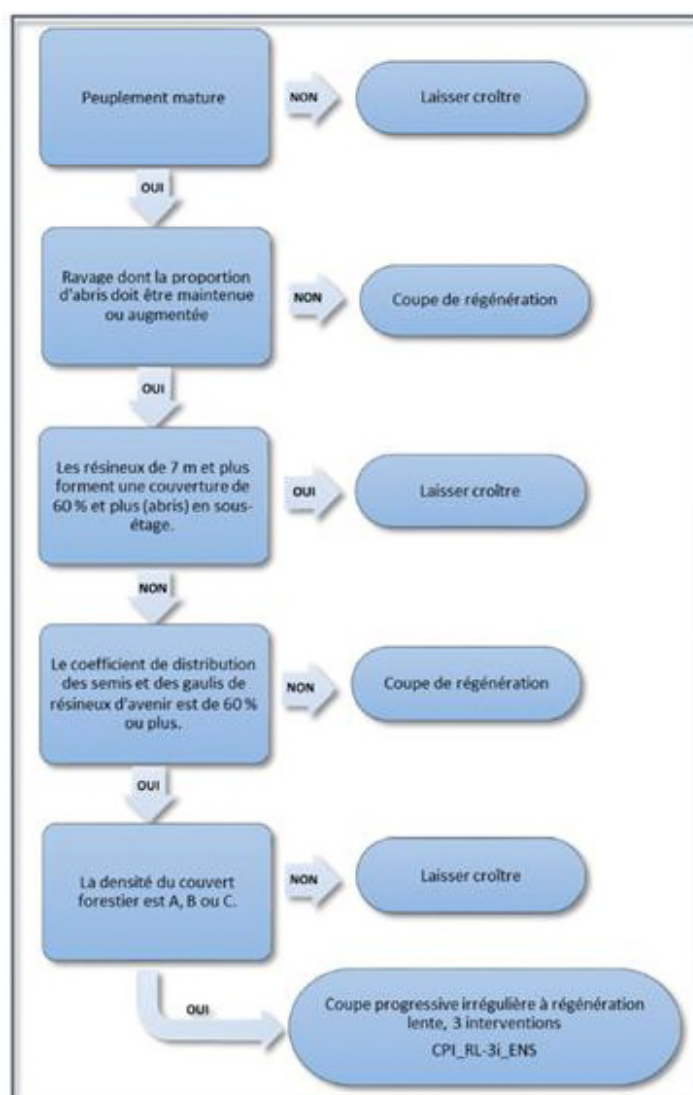 Peuplement mature
NON
Laisser croître
OUI
Ravage dont la proportion
d'abris doit être maintenue
ou augmentée
NON
Coupe de régénération
OUI
Les résineux de 7 m et plus
forment une couverture de
60 % et plus (abris) en sous-
étage.
OUI
Laisser croître
NON
Le coefficient de distribution
des semis et des gaulis de
résineux d'avenir est de 60 %
ou plus.
NON
Coupe de régénération
OUI
La densité du couvert
forestier est A, B ou C.
NON
Laisser croître
OUI
Coupe progressive irrégulière à régénération
lente, 3 interventions
CPI_RL-3i_ENS